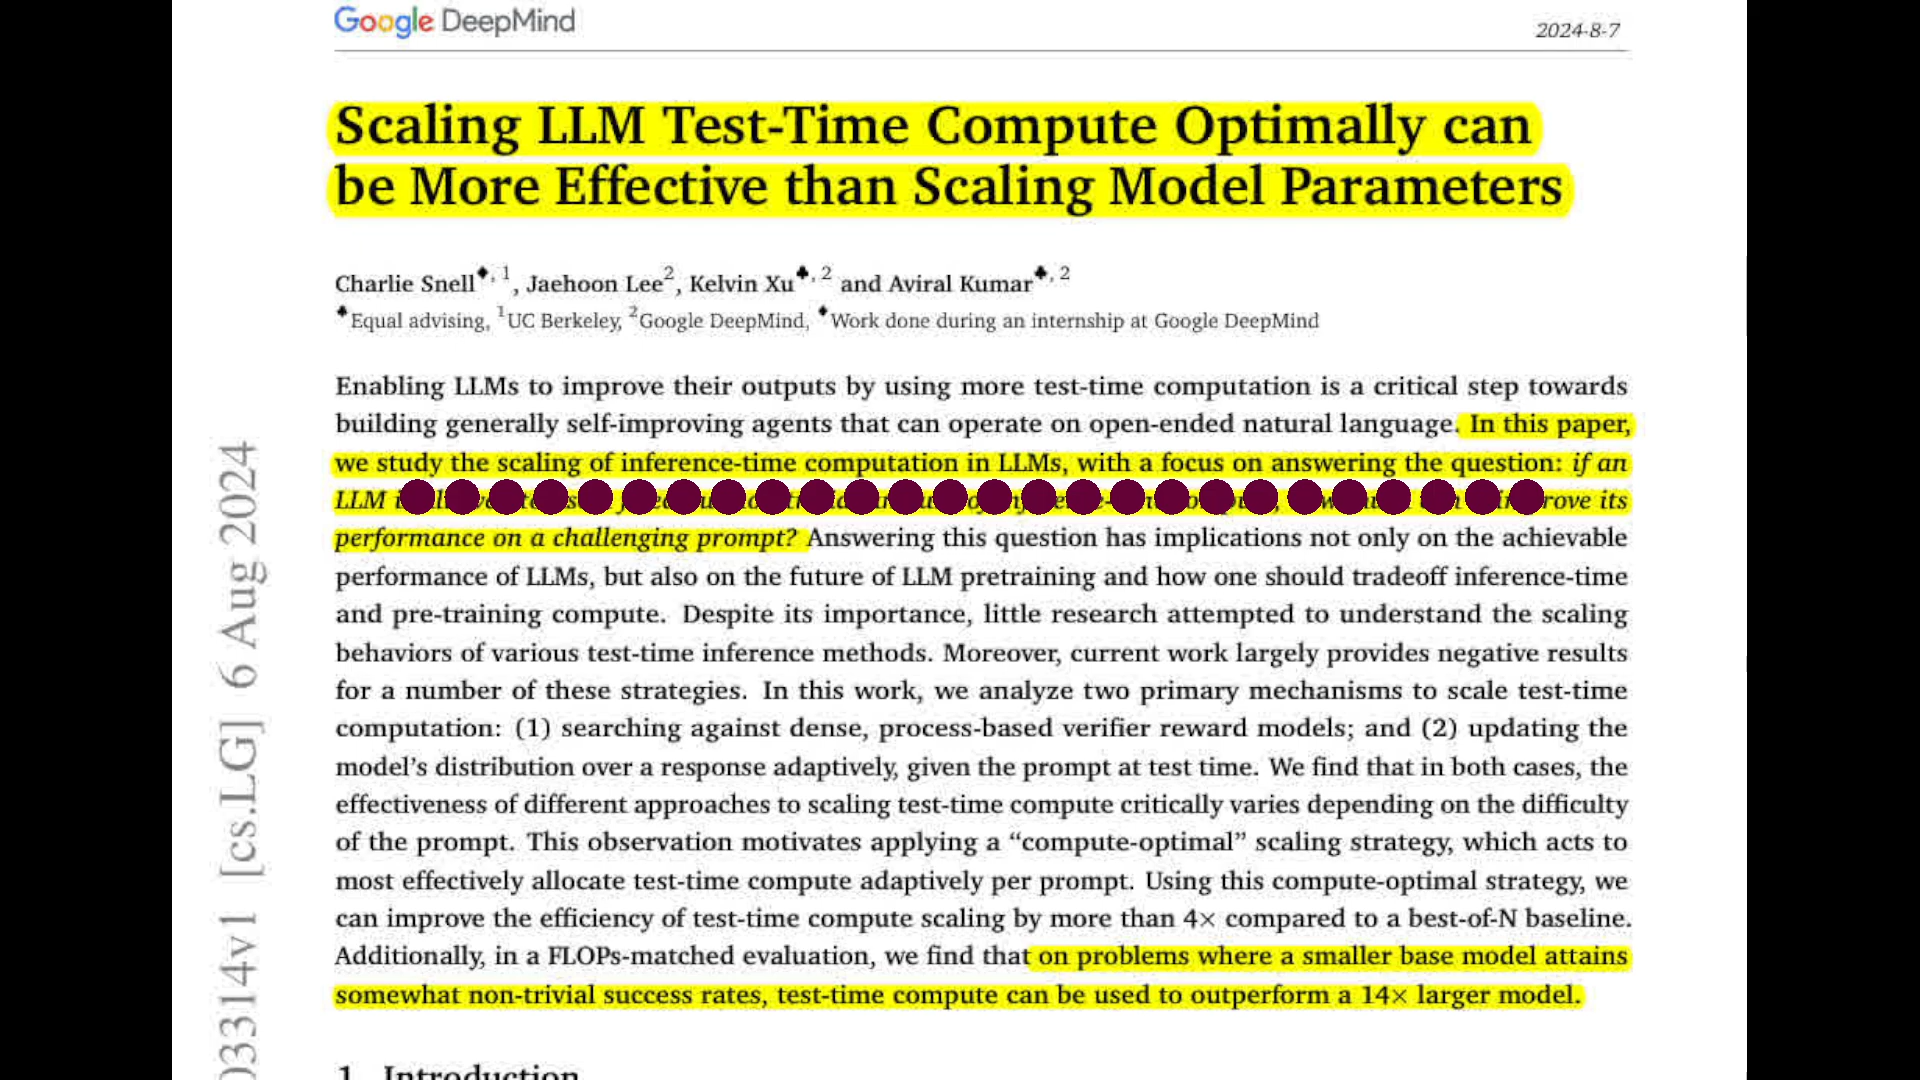 Google DeepMind
2024-8-7
Scaling LLM Test-Time Compute Optimally can
be More Effective than Scaling Model Parameters
Charlie Snell♦, 1, Jaehoon Lee2, Kelvin Xu♣, 2 and Aviral Kumar♣, 2
♣Equal advising, 1UC Berkeley, 2Google DeepMind, ♦Work done during an internship at Google DeepMind
Enabling LLMs to improve their outputs by using more test-time computation is a critical step towards
building generally self-improving agents that can operate on open-ended natural language. In this paper,
we study the scaling of inference-time computation in LLMs, with a focus on answering the question: if an
LLM its
performance on a challenging prompt? Answering this question has implications not only on the achievable
performance of LLMs, but also on the future of LLM pretraining and how one should tradeoff inference-time
and pre-training compute. Despite its importance, little research attempted to understand the scaling
behaviors of various test-time inference methods. Moreover, current work largely provides negative results
for a number of these strategies. In this work, we analyze two primary mechanisms to scale test-time
computation: (1) searching against dense, process-based verifier reward models; and (2) updating the
model's distribution over a response adaptively, given the prompt at test time. We find that in both cases, the
effectiveness of different approaches to scaling test-time compute critically varies depending on the difficulty
of the prompt. This observation motivates applying a “compute-optimal” scaling strategy, which acts to
most effectively allocate test-time compute adaptively per prompt. Using this compute-optimal strategy, we
can improve the efficiency of test-time compute scaling by more than 4× compared to a best-of-N baseline.
Additionally, in a FLOPs-matched evaluation, we find that on problems where a smaller base model attains
somewhat non-trivial success rates, test-time compute can be used to outperform a 14× larger model.
1. Introduction
03314v1 [cs.LG] 6 Aug 2024